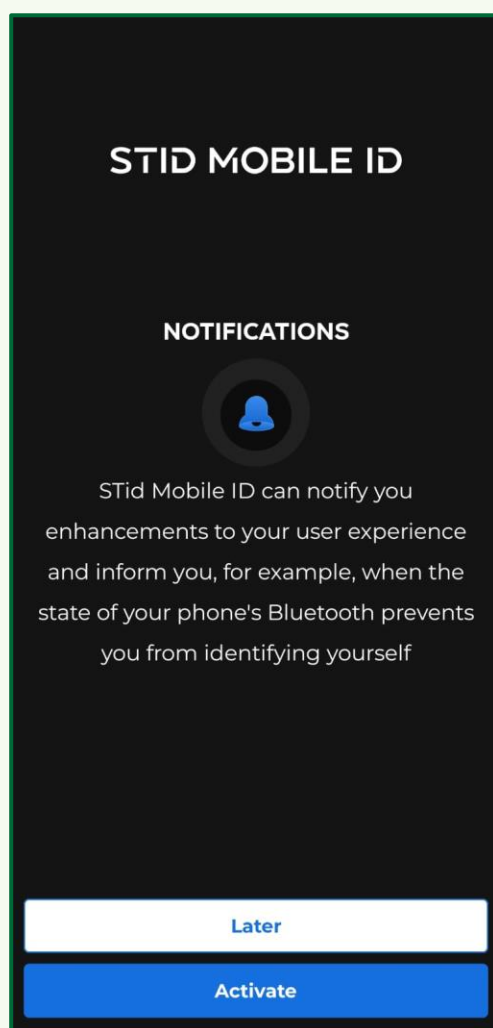 STID MOBILE ID
NOTIFICATIONS
STid Mobile ID can notify you
enhancements to your user experience
and inform you, for example, when the
state of your phone's Bluetooth prevents
you from identifying yourself
Later
Activate